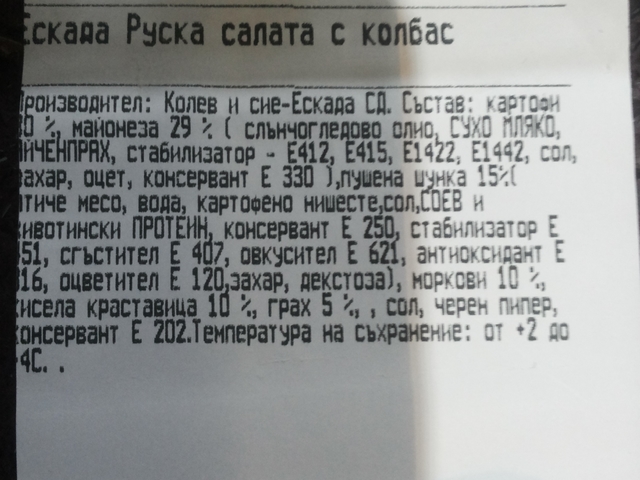 Ескада Руска салата с колбас
Производител: Колев и сие-Ескада СД. Състав: картофи
%, майонеза 29 % ( слънчогледово олио, СУХО МЛЯКО,
ЯЙЧЕНПРАХ, стабилизатор - Е412, Е415, Е1422, Е1442, сол,
захар, оцет, консервант Е 330 ),пушена шунка 15%(
птиче месо, вода, картофено нишесте,сол,СОЕВ и
животински ПРОТЕИН, консервант Е 250, стабилизатор Е
сгъстител Е 407, овкусител Е 621, антиоксидант Е
оцветител Е 120,захар, декстоза), моркови 10 %,
кисела краставица 10 %, грах 5 %, , сол, черен пипер,
консервант Е 202.Температура на съхранение: от +2 до
4С. .